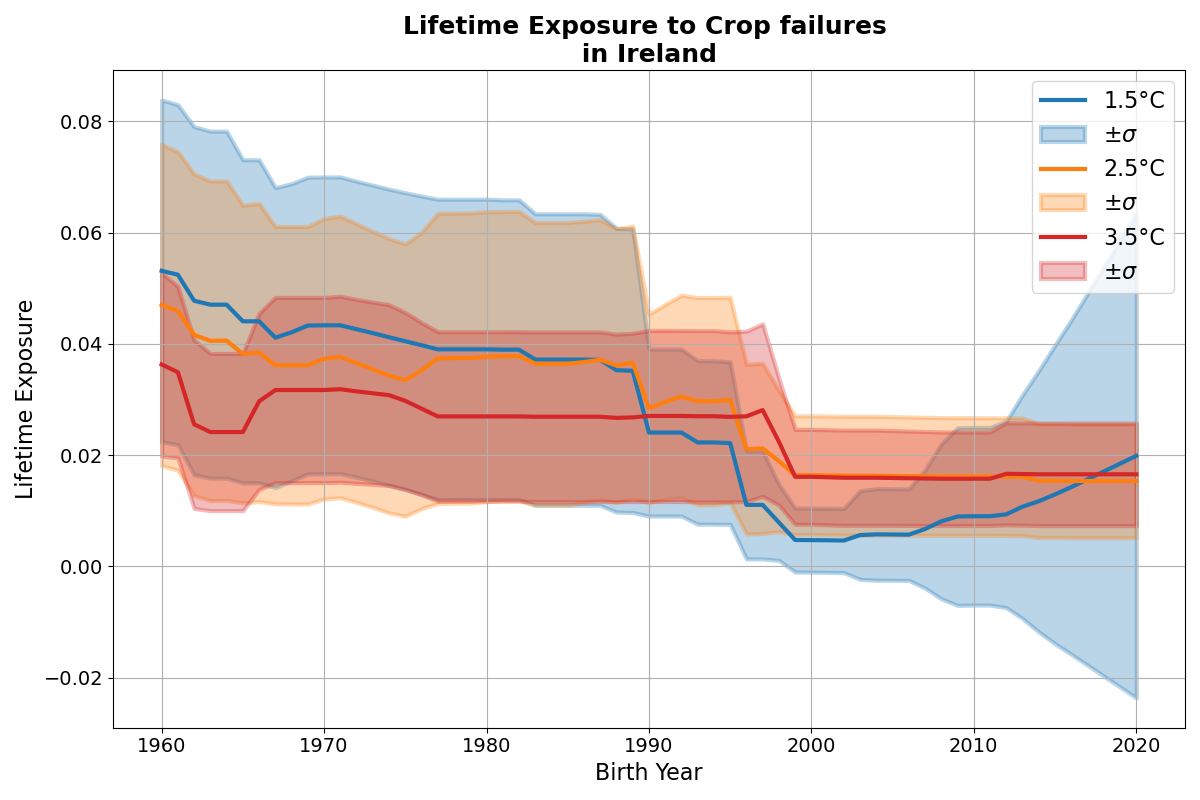 Lifetime Exposure to Crop failures
in Ireland
Lifetime Exposure
0.08
0.06
0.04
0.02
0.00
−0.02
1960
1970
1980
1990
2000
2010
2020
Birth Year
1.5°C
±σ
2.5°C
±σ
3.5°C
±σ